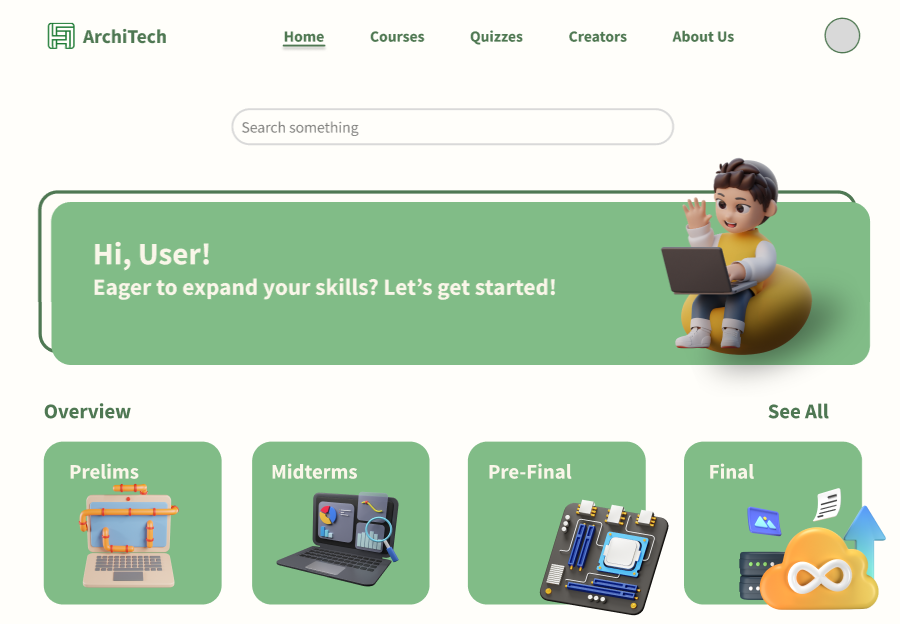 ArchiTech
Home Courses Quizzes Creators About Us
Search something
Hi, User!
Eager to expand your skills? Let’s get started!
Overview See All
Prelims Midterms Pre-Final Final